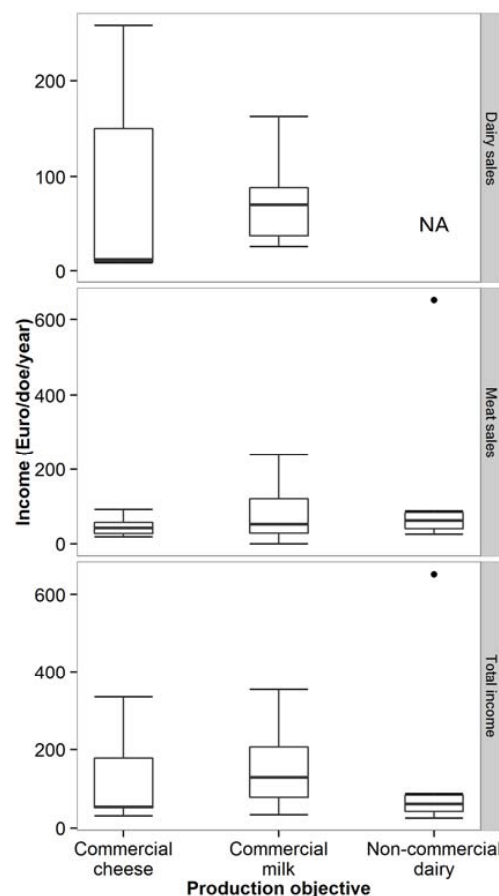 200
100
0
NA
Dairy sales
600
400
200
0
Meat sales
600
400
200
0
Total income
Income (Euro/doe/year)
Commercial
cheese
Commercial
milk
Non-commercial
dairy
Production objective